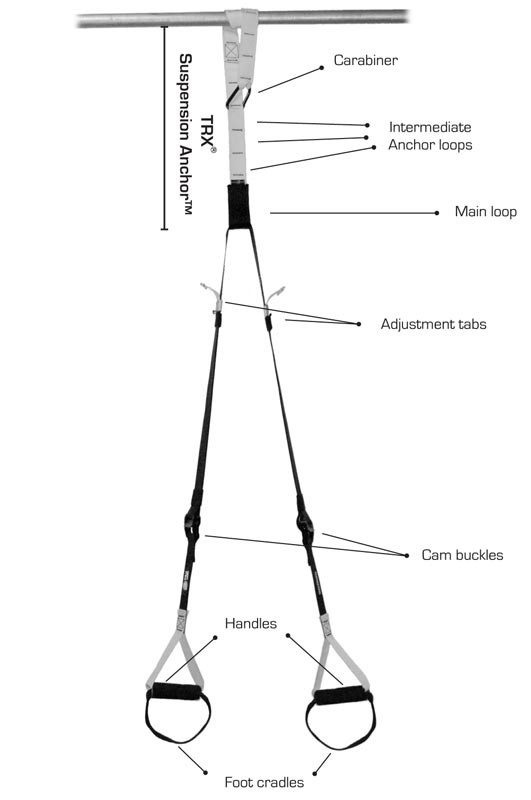 Carabiner
TRX®
Suspension Anchor™
Intermediate
Anchor loops
Main loop
Adjustment tabs
Cam buckles
Handles
Foot cradles